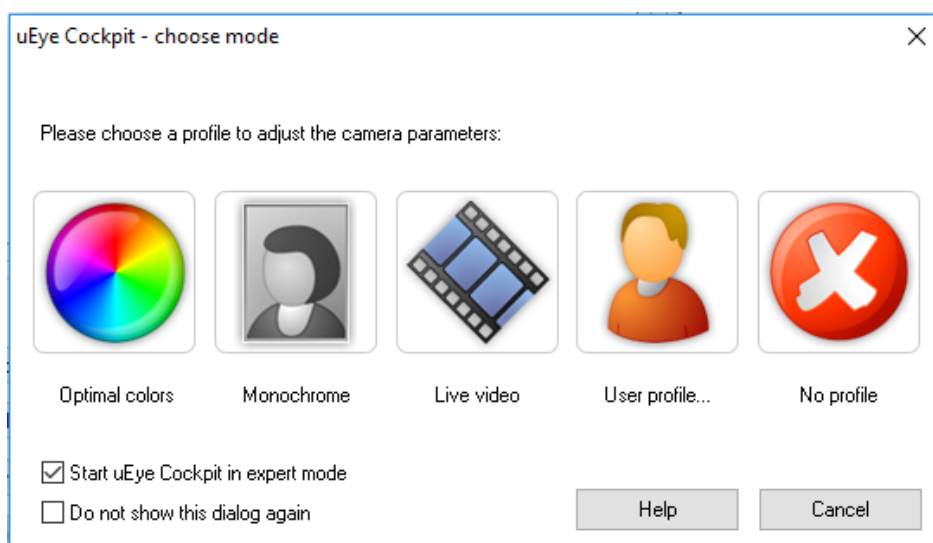 uEye Cockpit - choose mode
Please choose a profile to adjust the camera parameters:
Optimal colors
Monochrome
Live video
User profile...
No profile
Start uEye Cockpit in expert mode
Do not show this dialog again
Help
Cancel